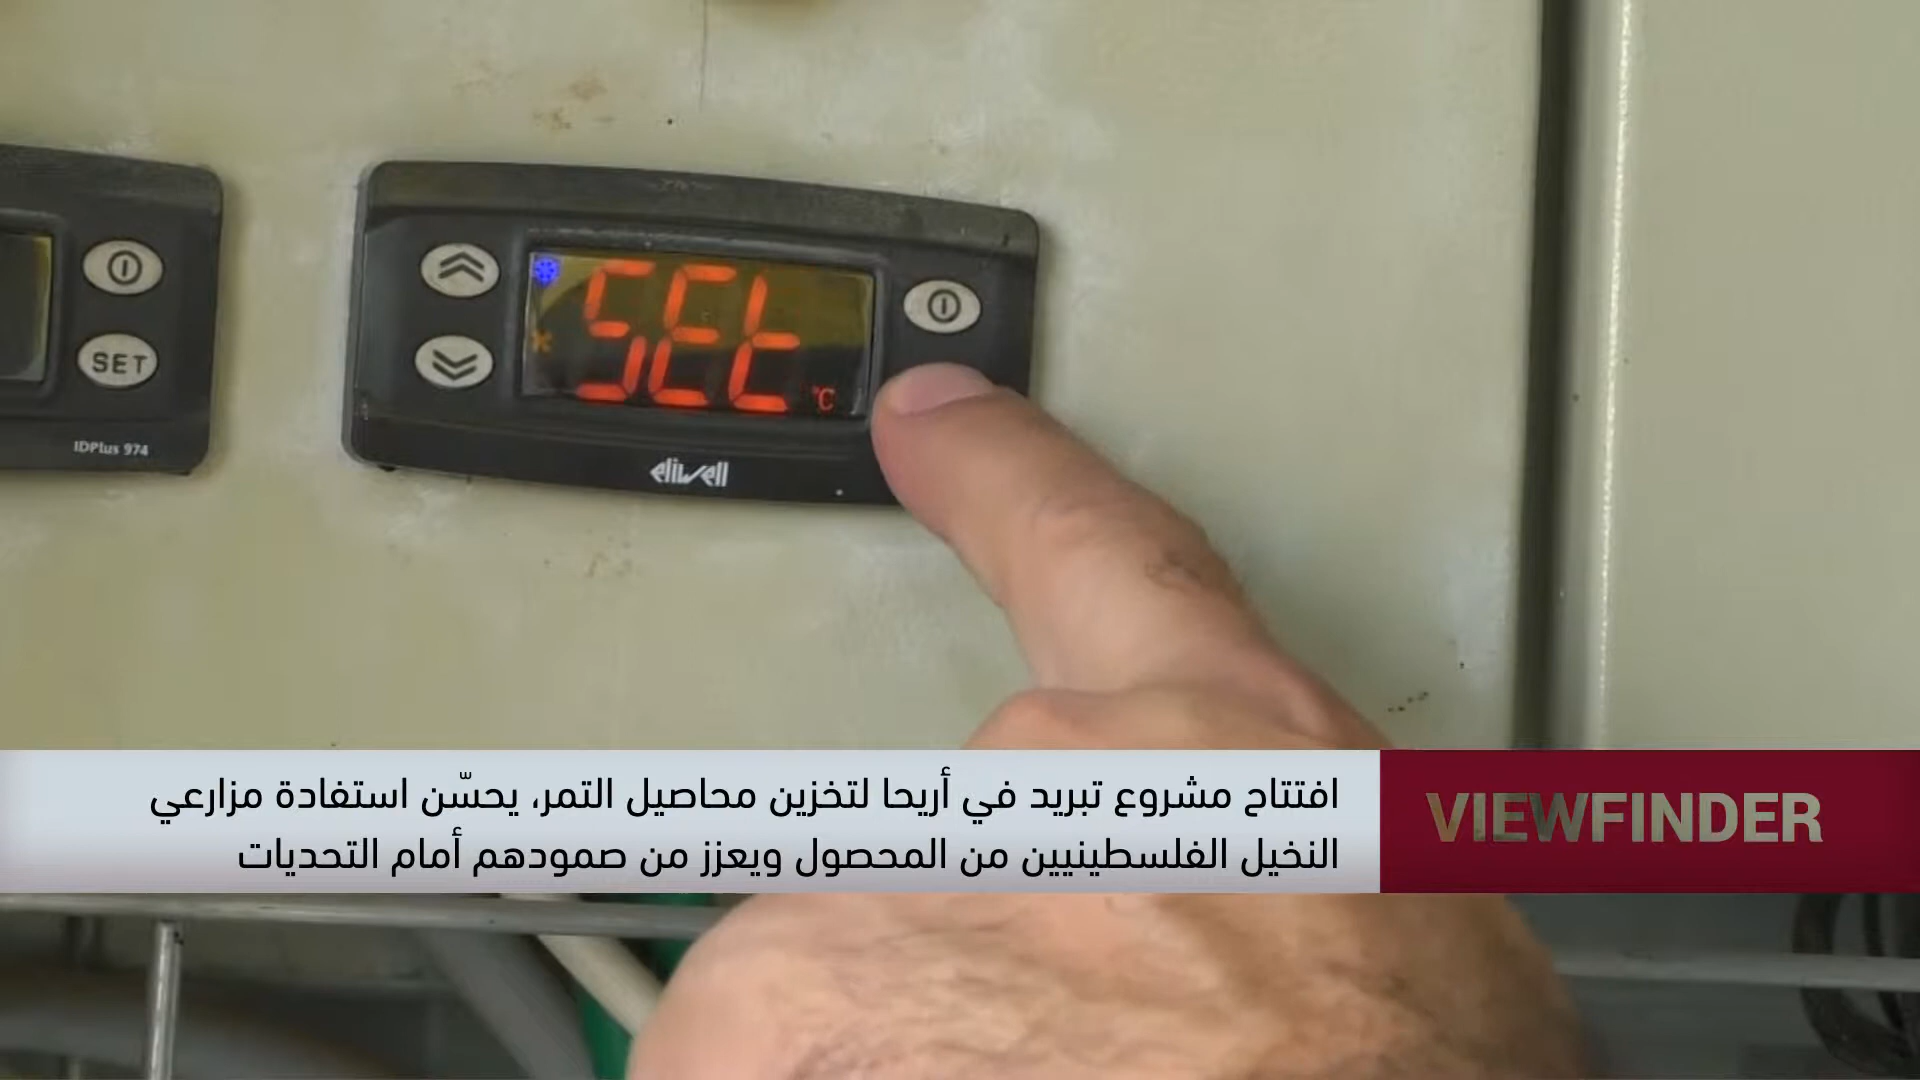 SET
IDPlus 974
SEt
°C
eliwell
افتتاح مشروع تبريد في أريحا لتخزين محاصيل التمر، يحسّن استفادة مزارعي
النخيل الفلسطينيين من المحصول ويعزز من صمودهم أمام التحديات
VIEWFINDER